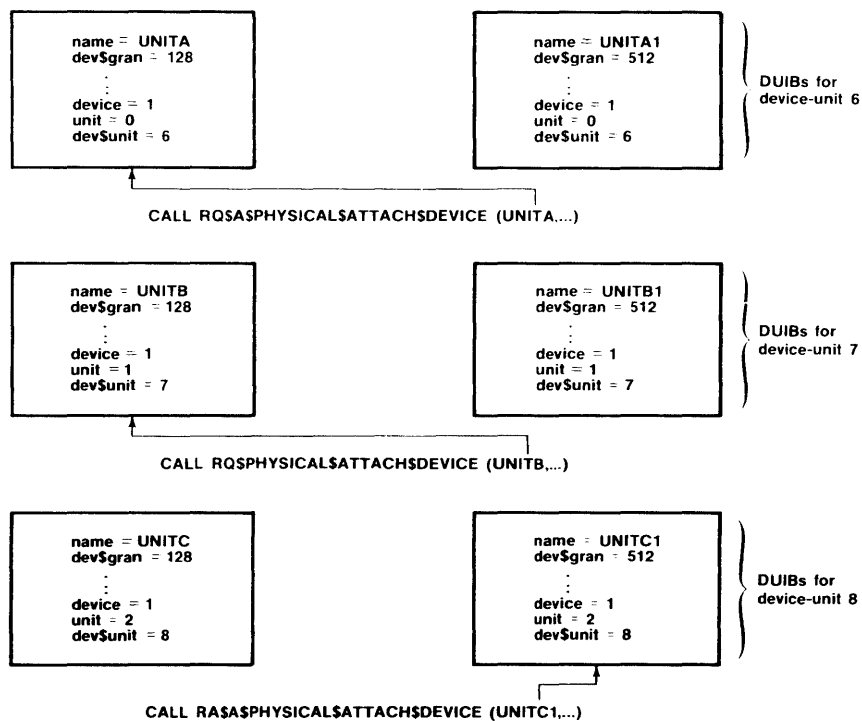 name = UNITA
dev$gran = 128
⋮
device = 1
unit = 0
dev$unit = 6
name = UNITA1
dev$gran = 512
⋮
device = 1
unit = 0
dev$unit = 6
DUIBs for
device-unit 6
CALL RQ$A$PHYSICAL$ATTACH$DEVICE (UNITA,...)
name = UNITB
dev$gran = 128
⋮
device = 1
unit = 1
dev$unit = 7
name = UNITB1
dev$gran = 512
⋮
device = 1
unit = 1
dev$unit = 7
DUIBs for
device-unit 7
CALL RQ$PHYSICAL$ATTACH$DEVICE (UNITB,...)
name = UNITC
dev$gran = 128
⋮
device = 1
unit = 2
dev$unit = 8
name = UNITC1
dev$gran = 512
⋮
device = 1
unit = 2
dev$unit = 8
DUIBs for
device-unit 8
CALL RA$A$PHYSICAL$ATTACH$DEVICE (UNITC1,...)